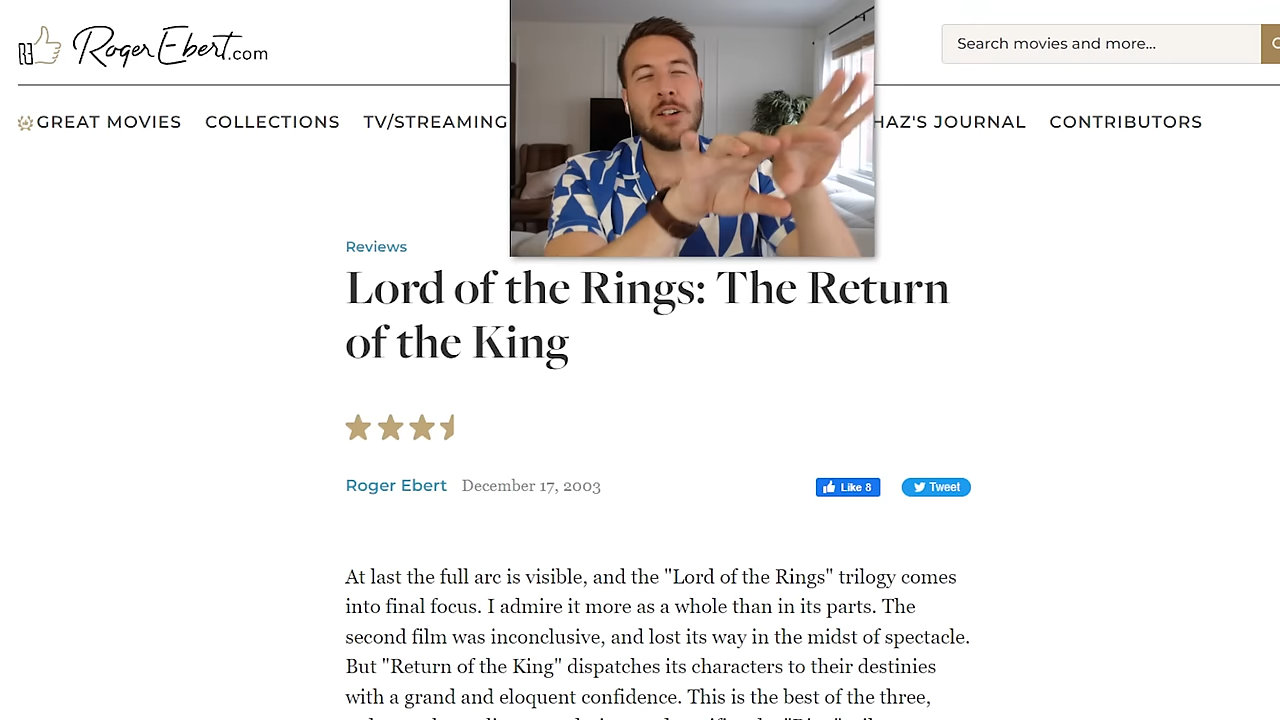 RogerEbert.com
Search movies and more...
GREAT MOVIES COLLECTIONS TV/STREAMING HAZ'S JOURNAL CONTRIBUTORS
Reviews
Lord of the Rings: The Return
of the King
Roger Ebert December 17, 2003 Like 8 Tweet
At last the full arc is visible, and the "Lord of the Rings" trilogy comes
into final focus. I admire it more as a whole than in its parts. The
second film was inconclusive, and lost its way in the midst of spectacle.
But "Return of the King" dispatches its characters to their destinies
with a grand and eloquent confidence. This is the best of the three,